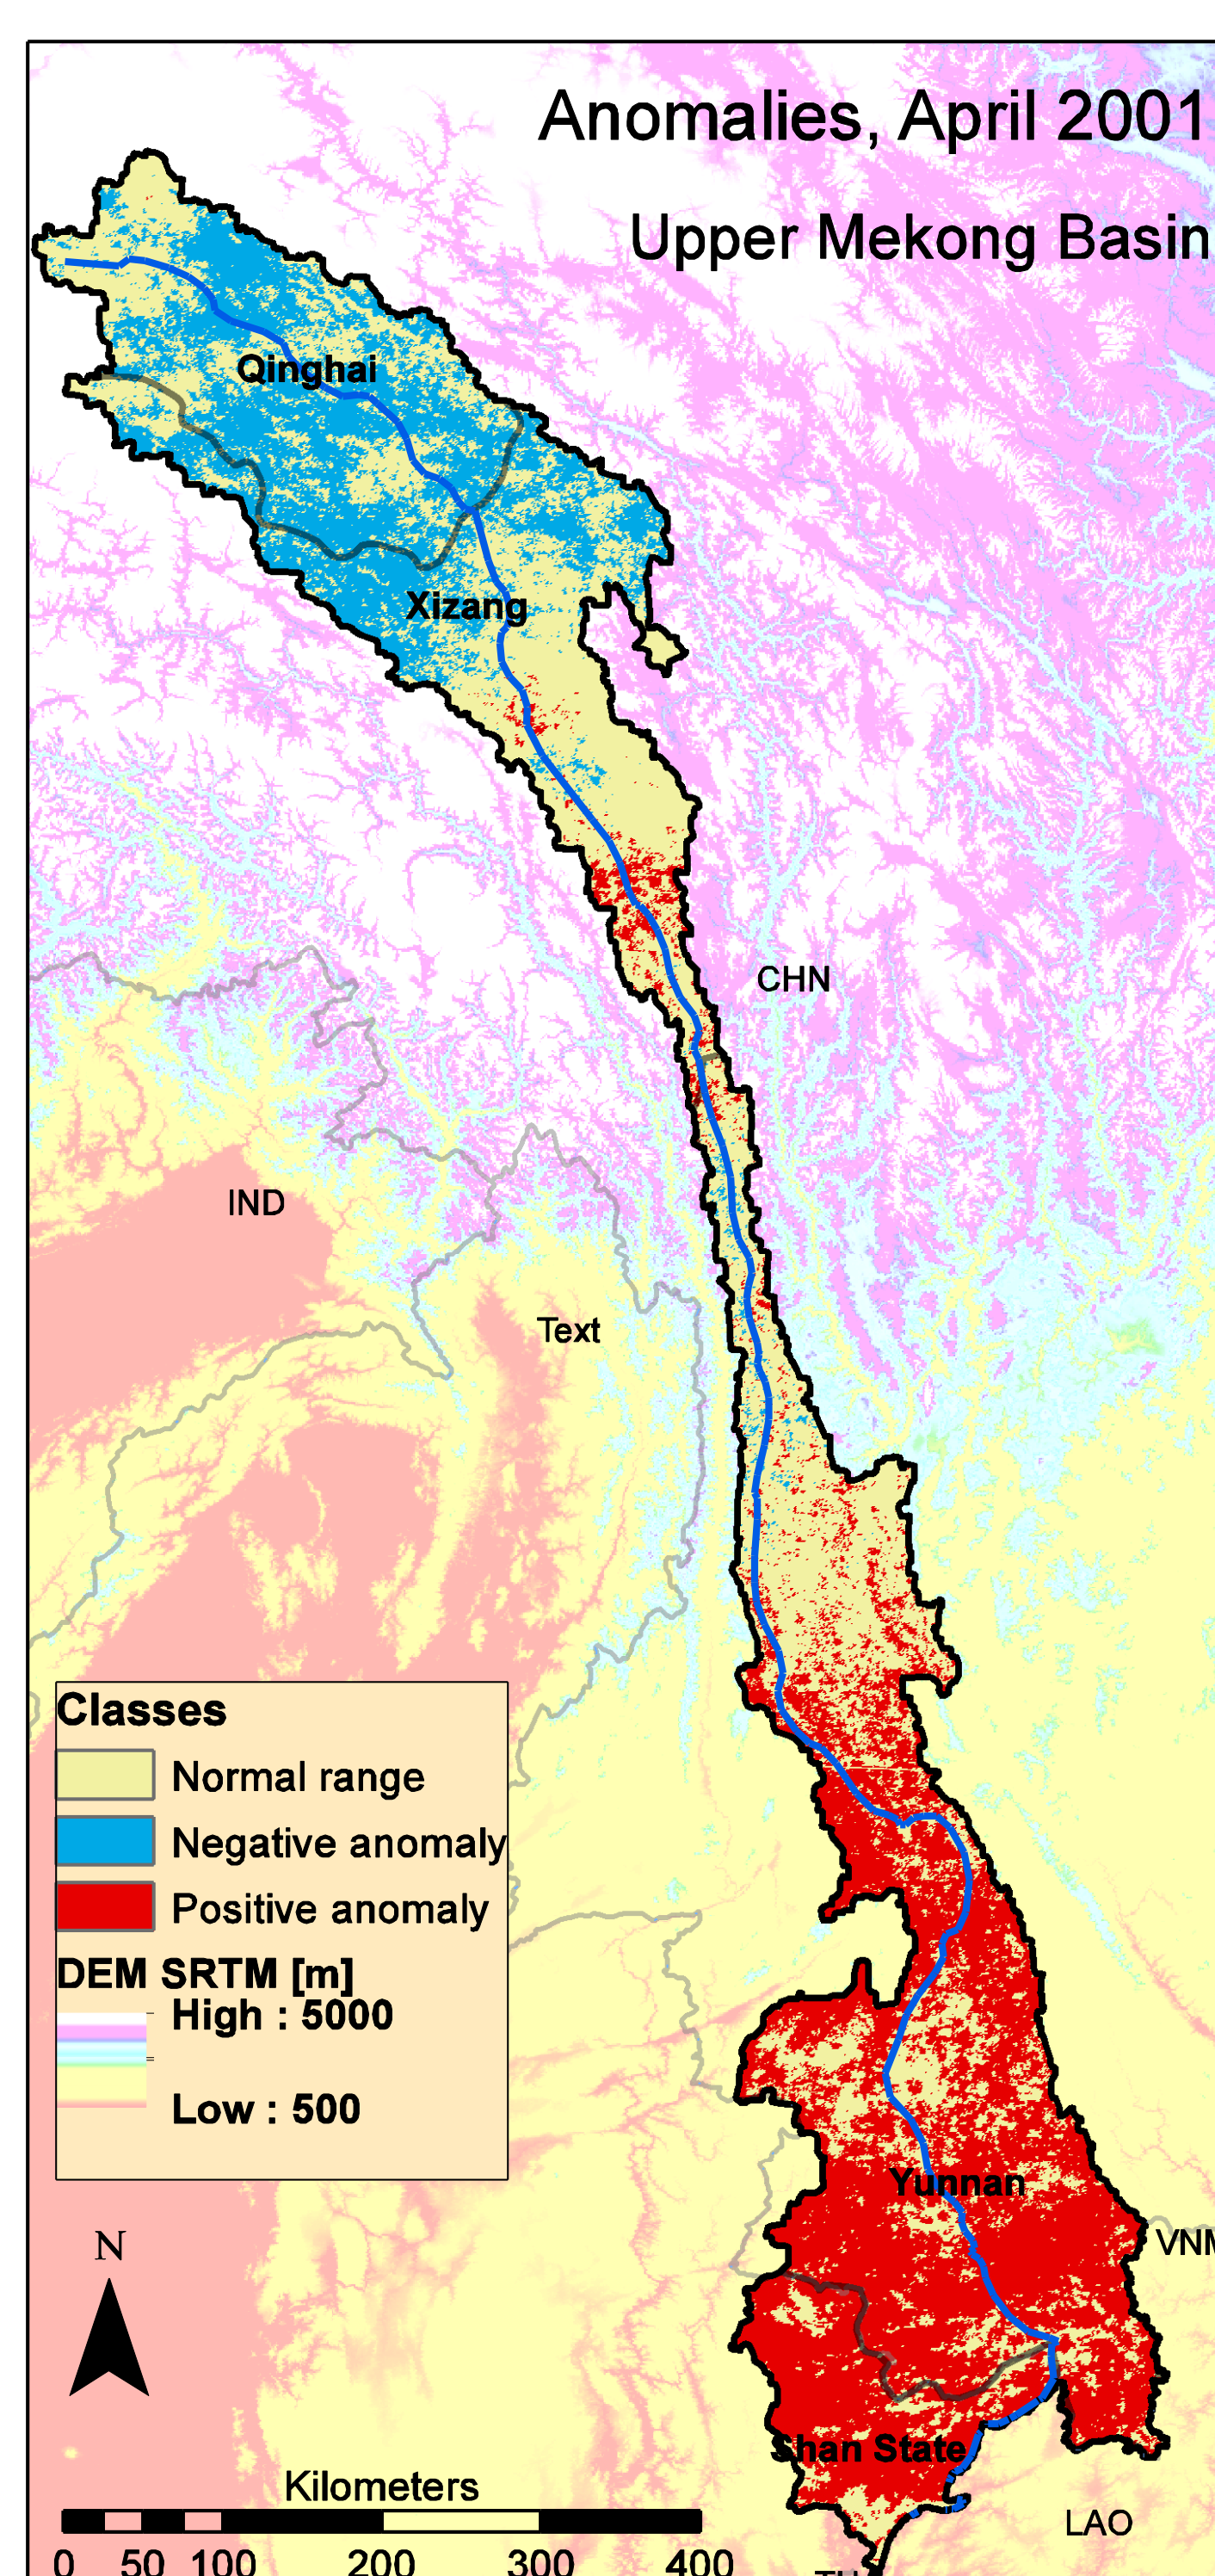 Anomalies, April 2001
Upper Mekong Basin
Qinghai
Xizang
CHN
IND
Text
Classes
Normal range
Negative anomaly
Positive anomaly
DEM SRTM [m]
High : 5000
Low : 500
Yunnan
N
Shan State
Kilometers
LAO
0 50 100 200 300 400